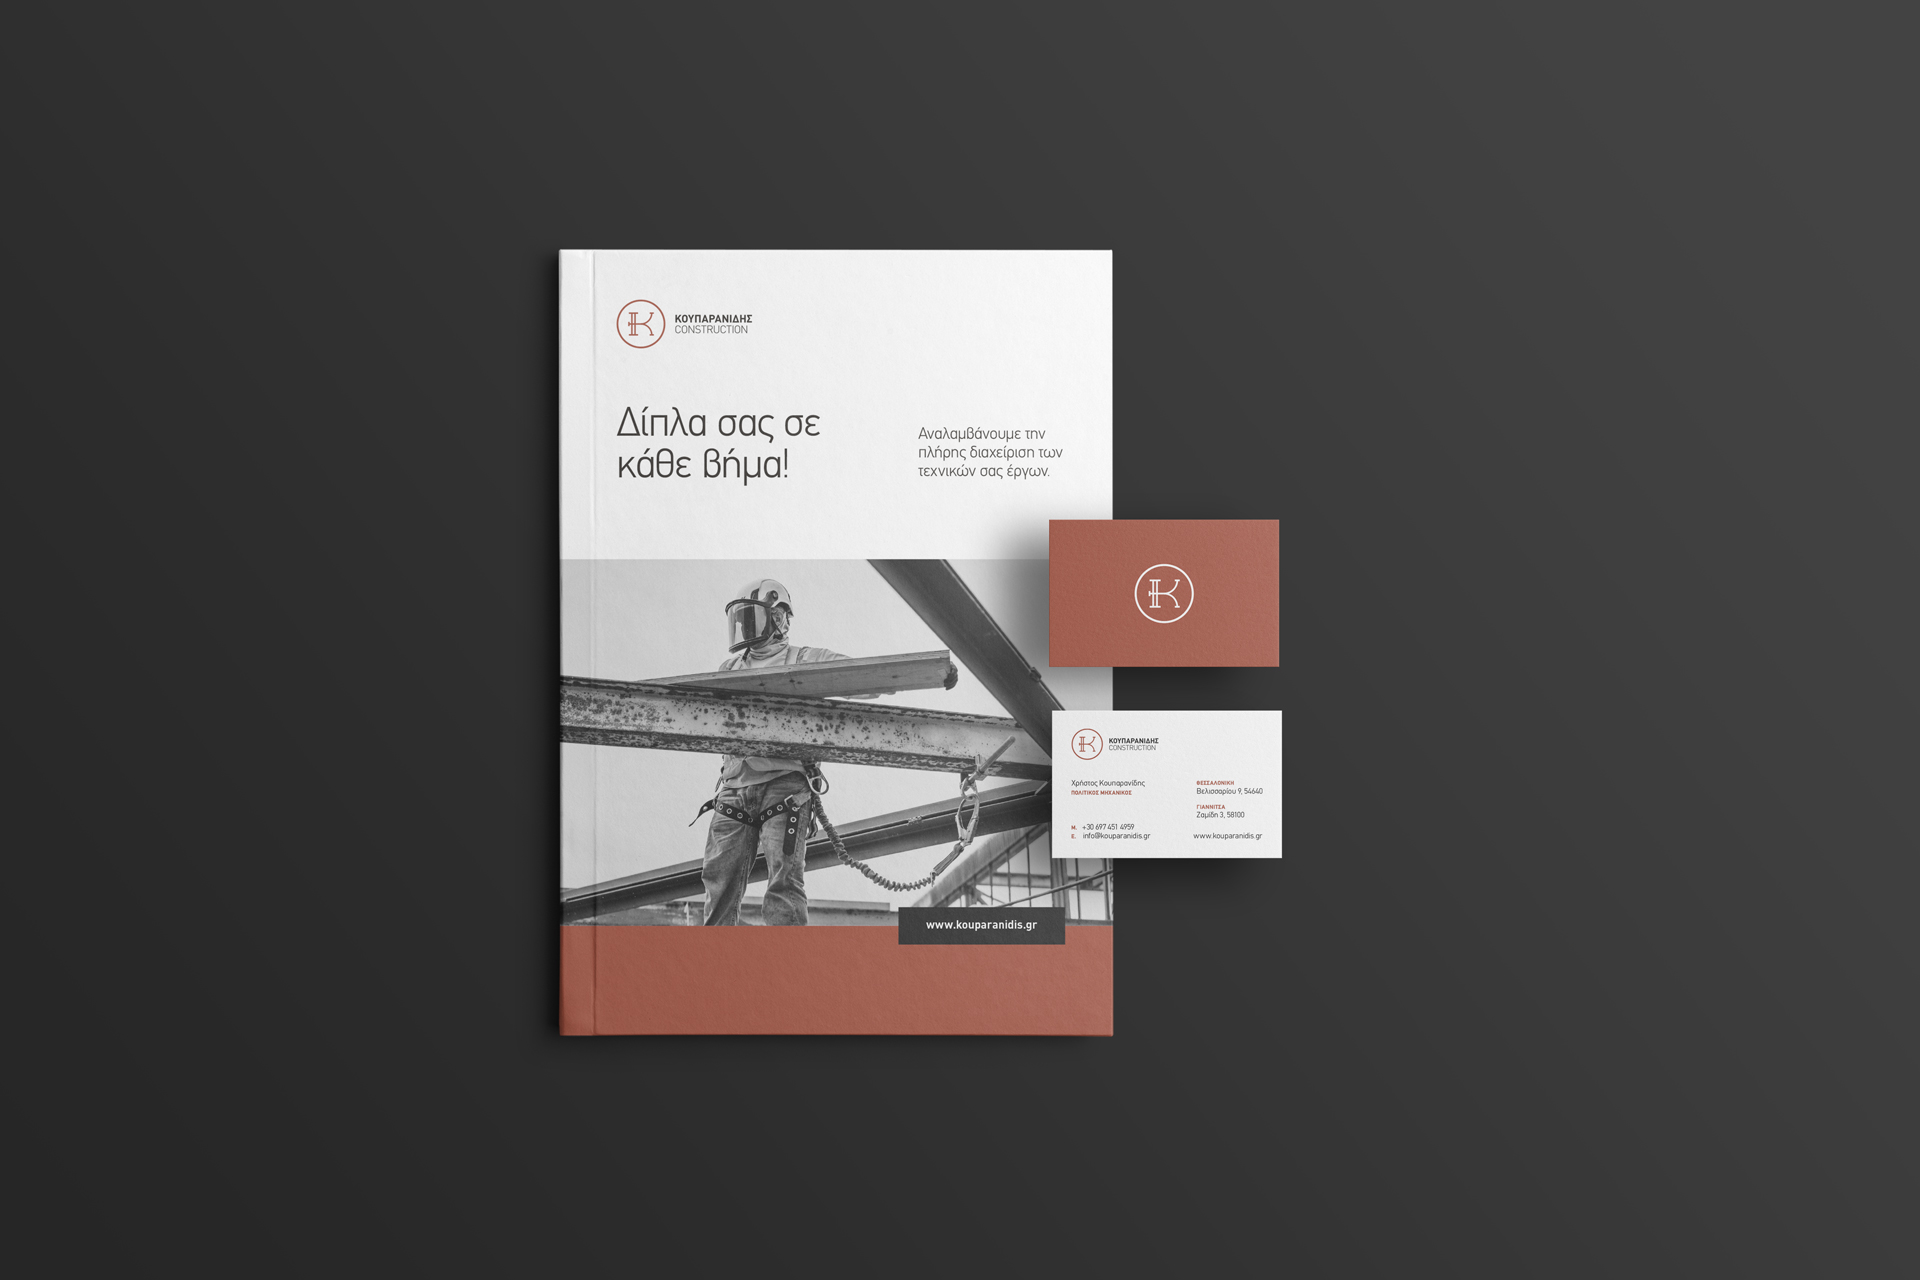 ΚΟΥΠΑΡΑΝΙΔΗΣ
CONSTRUCTION
Δίπλα σας σε
κάθε βήμα!
Αναλαμβάνουμε την
πλήρης διαχείριση των
τεχνικών σας έργων.
www.kouparanidis.gr
K
K
ΚΟΥΠΑΡΑΝΙΔΗΣ
CONSTRUCTION
Χρήστος Κουπαρανίδης
ΠΟΛΙΤΙΚΟΣ ΜΗΧΑΝΙΚΟΣ
M. +30 697 451 4959
E. info@kouparanidis.gr
ΘΕΣΣΑΛΟΝΙΚΗ
Βελισσαρίου 9, 54640
ΓΙΑΝΝΙΤΣΑ
Ζαμίδη 3, 58100
www.kouparanidis.gr